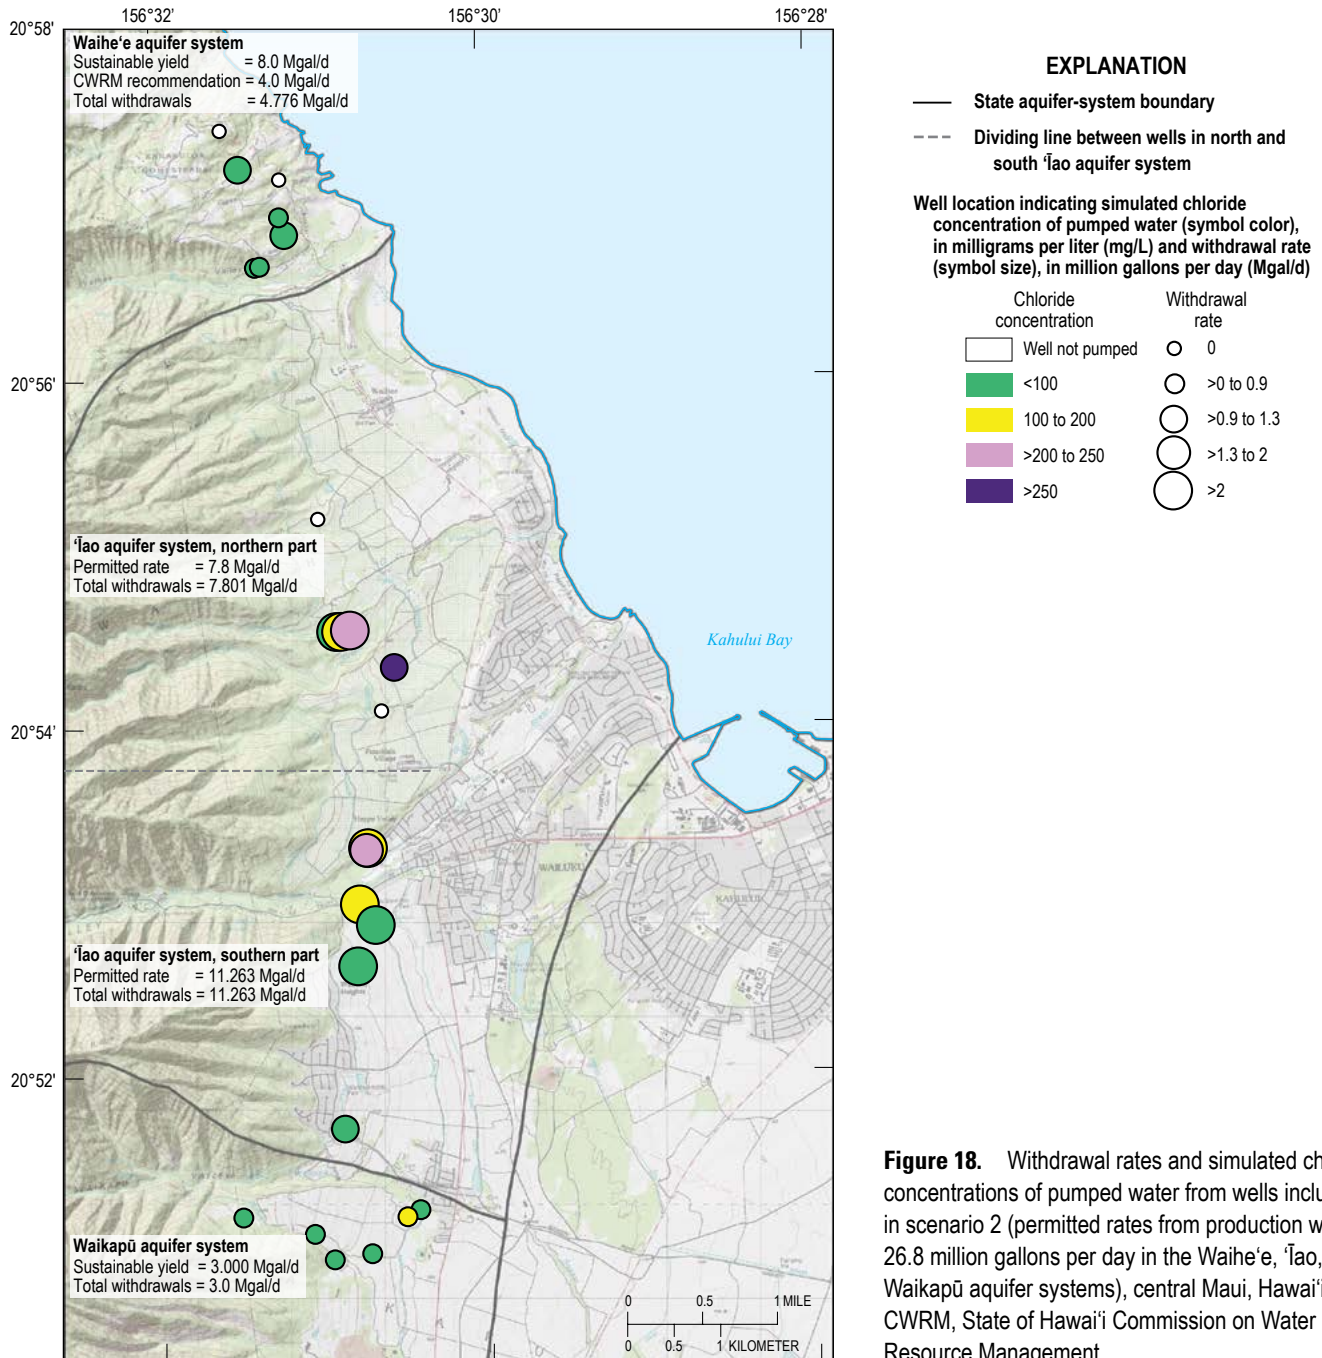 156°32' 156°30' 156°28'
20°58'
Waiheʻe aquifer system
Sustainable yield = 8.0 Mgal/d
CWRM recommendation = 4.0 Mgal/d
Total withdrawals = 4.776 Mgal/d
20°56'
ʻĪao aquifer system, northern part
Permitted rate = 7.8 Mgal/d
Total withdrawals = 7.801 Mgal/d
Kahului Bay
20°54'
WAILUKU
KAHULUI
ʻĪao aquifer system, southern part
Permitted rate = 11.263 Mgal/d
Total withdrawals = 11.263 Mgal/d
20°52'
Waikapū aquifer system
Sustainable yield = 3.000 Mgal/d
Total withdrawals = 3.0 Mgal/d
0 0.5 1 MILE
0 0.5 1 KILOMETER
EXPLANATION
State aquifer-system boundary
Dividing line between wells in north and
south ʻĪao aquifer system
Well location indicating simulated chloride
concentration of pumped water (symbol color),
in milligrams per liter (mg/L) and withdrawal rate
(symbol size), in million gallons per day (Mgal/d)
Chloride Withdrawal
concentration rate
Well not pumped 0
<100 >0 to 0.9
100 to 200 >0.9 to 1.3
>200 to 250 >1.3 to 2
>250 >2
Figure 18. Withdrawal rates and simulated ch
concentrations of pumped water from wells inclu
in scenario 2 (permitted rates from production w
26.8 million gallons per day in the Waiheʻe, ʻĪao,
Waikapū aquifer systems), central Maui, Hawaiʻi
CWRM, State of Hawaiʻi Commission on Water
Resource Management